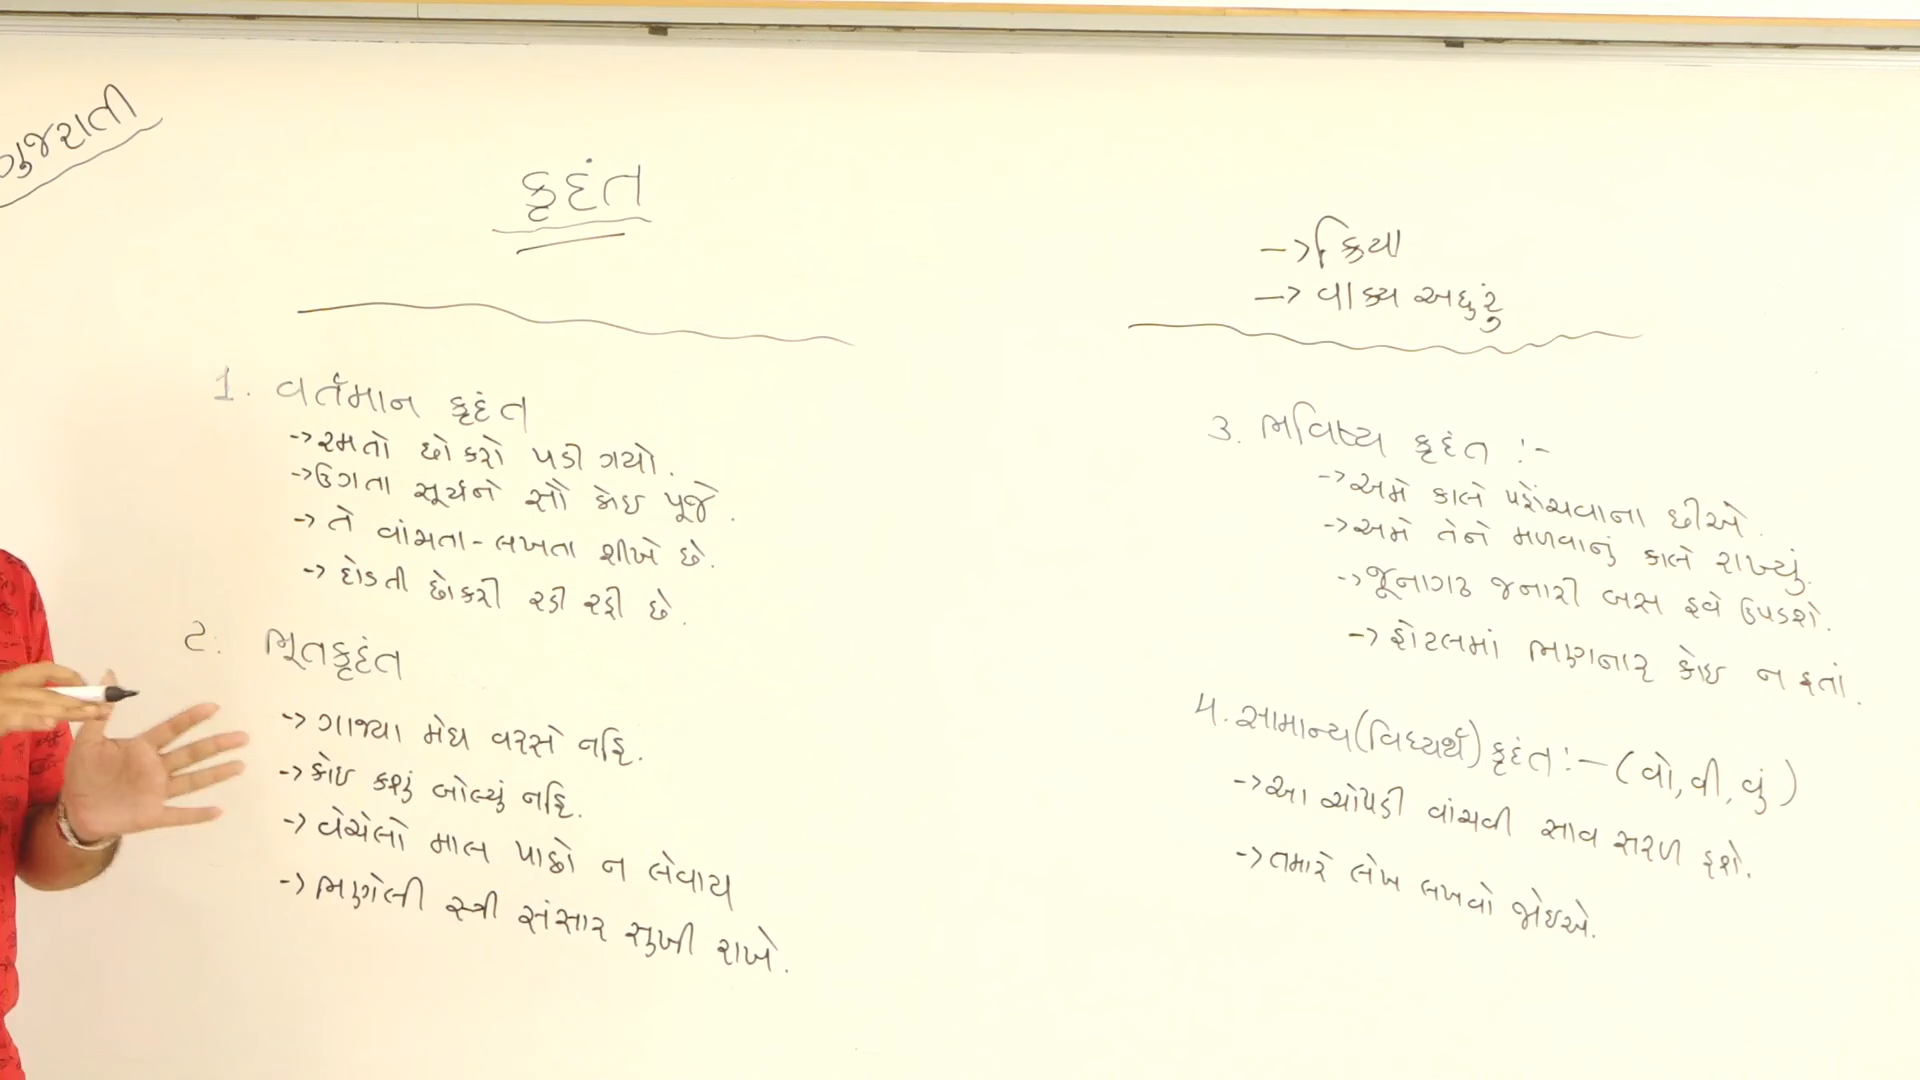 ગુજરાતી
કૃદંત
→ ક્રિયા
→ વાક્ય અધુરું
1. વર્તમાન કૃદંત
→ રમતો છોકરો પડી ગયો.
→ ઉગતા સૂર્યને સૌ કોઇ પૂજે.
→ તે વાંચતા-લખતા શીખે છે.
→ દોડતી છોકરી રડી રહી છે.
2. ભૂતકૃદંત
→ ગાજ્યા મેઘ વરસે નહિ.
→ કોઇ કશું બોલ્યું નહિ.
→ વેચેલો માલ પાછો ન લેવાય
→ ભણેલી સ્ત્રી સંસાર સુખી રાખે.
3. ભવિષ્ય કૃદંત :-
→ અમે કાલે પહોંચવાના છીએ.
→ અમે તેને મળવાનું કાલે રાખ્યું.
→ જૂનાગઢ જનારી બસ હવે ઉપડશે.
→ હોટલમાં ભણનાર કોઇ ન હતાં.
4. સામાન્ય(વિધ્યર્થ) કૃદંત :- (વો, વી, વું)
→ આ ચોપડી વાંચવી સાવ સરળ હશે.
→ તમારે લેખ લખવો જોઇએ.